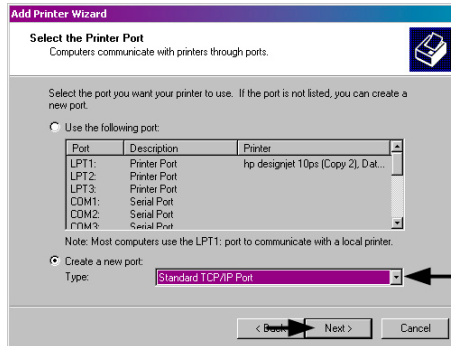 Add Printer Wizard
Select the Printer Port
Computers communicate with printers through ports.
Select the port you want your printer to use. If the port is not listed, you can create a
new port.
Use the following port:
Port Description Printer
LPT1: Printer Port hp designjet 10ps (Copy 2), Dat...
LPT2: Printer Port
LPT3: Printer Port
COM1: Serial Port
COM2: Serial Port
COM3: Serial Port
Note: Most computers use the LPT1: port to communicate with a local printer.
Create a new port:
Type: Standard TCP/IP Port
< Back Next > Cancel